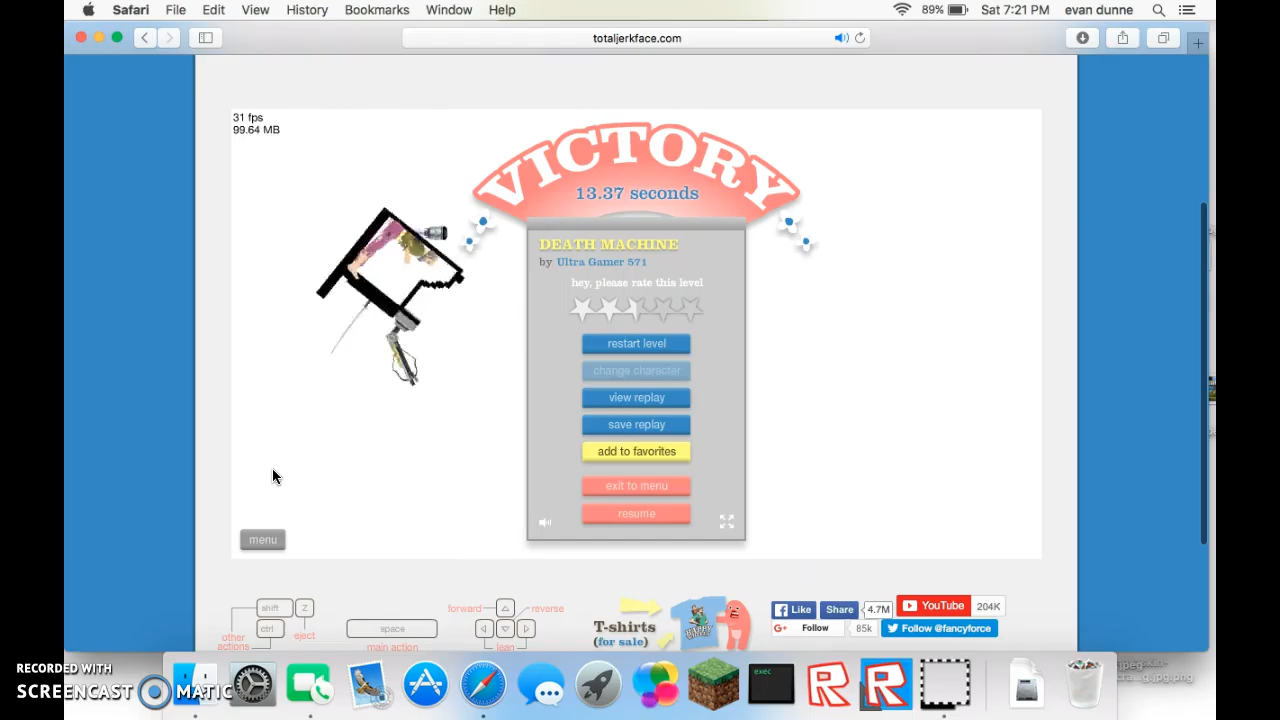 Safari File Edit View History Bookmarks Window Help 89% Sat 7:21 PM evan dunne
totaljerkface.com
31 fps
99.64 MB
VICTORY
13.37 seconds
DEATH MACHINE
by Ultra Gamer 571
hey, please rate this level
restart level
change character
view replay
save replay
add to favorites
exit to menu
resume
menu
shift Z
ctrl
eject
other
actions
space
main action
forward
reverse
lean
T-shirts
(for sale)
HAPPY WHEELS
Like Share 4.7M
YouTube 204K
G+ Follow 85k
Follow @fancyforce
exec
RECORDED WITH
SCREENCAST MATIC